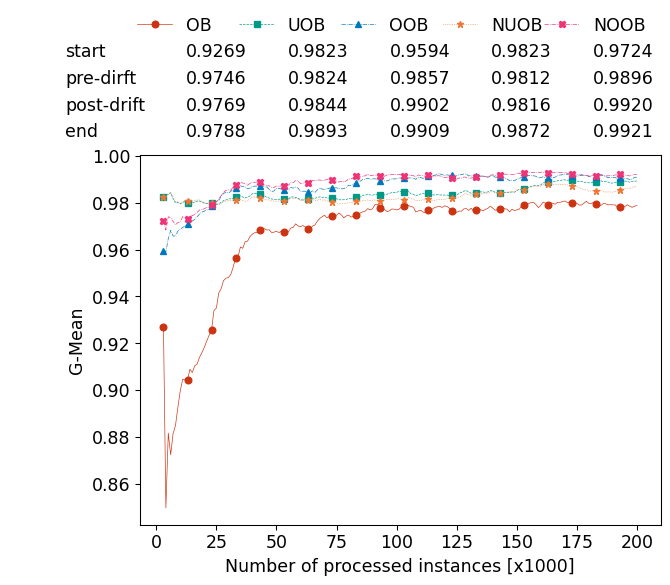 OB UOB OOB NUOB NOOB
start 0.9269 0.9823 0.9594 0.9823 0.9724
pre-dirft 0.9746 0.9824 0.9857 0.9812 0.9896
post-drift 0.9769 0.9844 0.9902 0.9816 0.9920
end 0.9788 0.9893 0.9909 0.9872 0.9921
1.00
0.98
0.96
0.94
0.92
0.90
0.88
0.86
G-Mean
0 25 50 75 100 125 150 175 200
Number of processed instances [x1000]